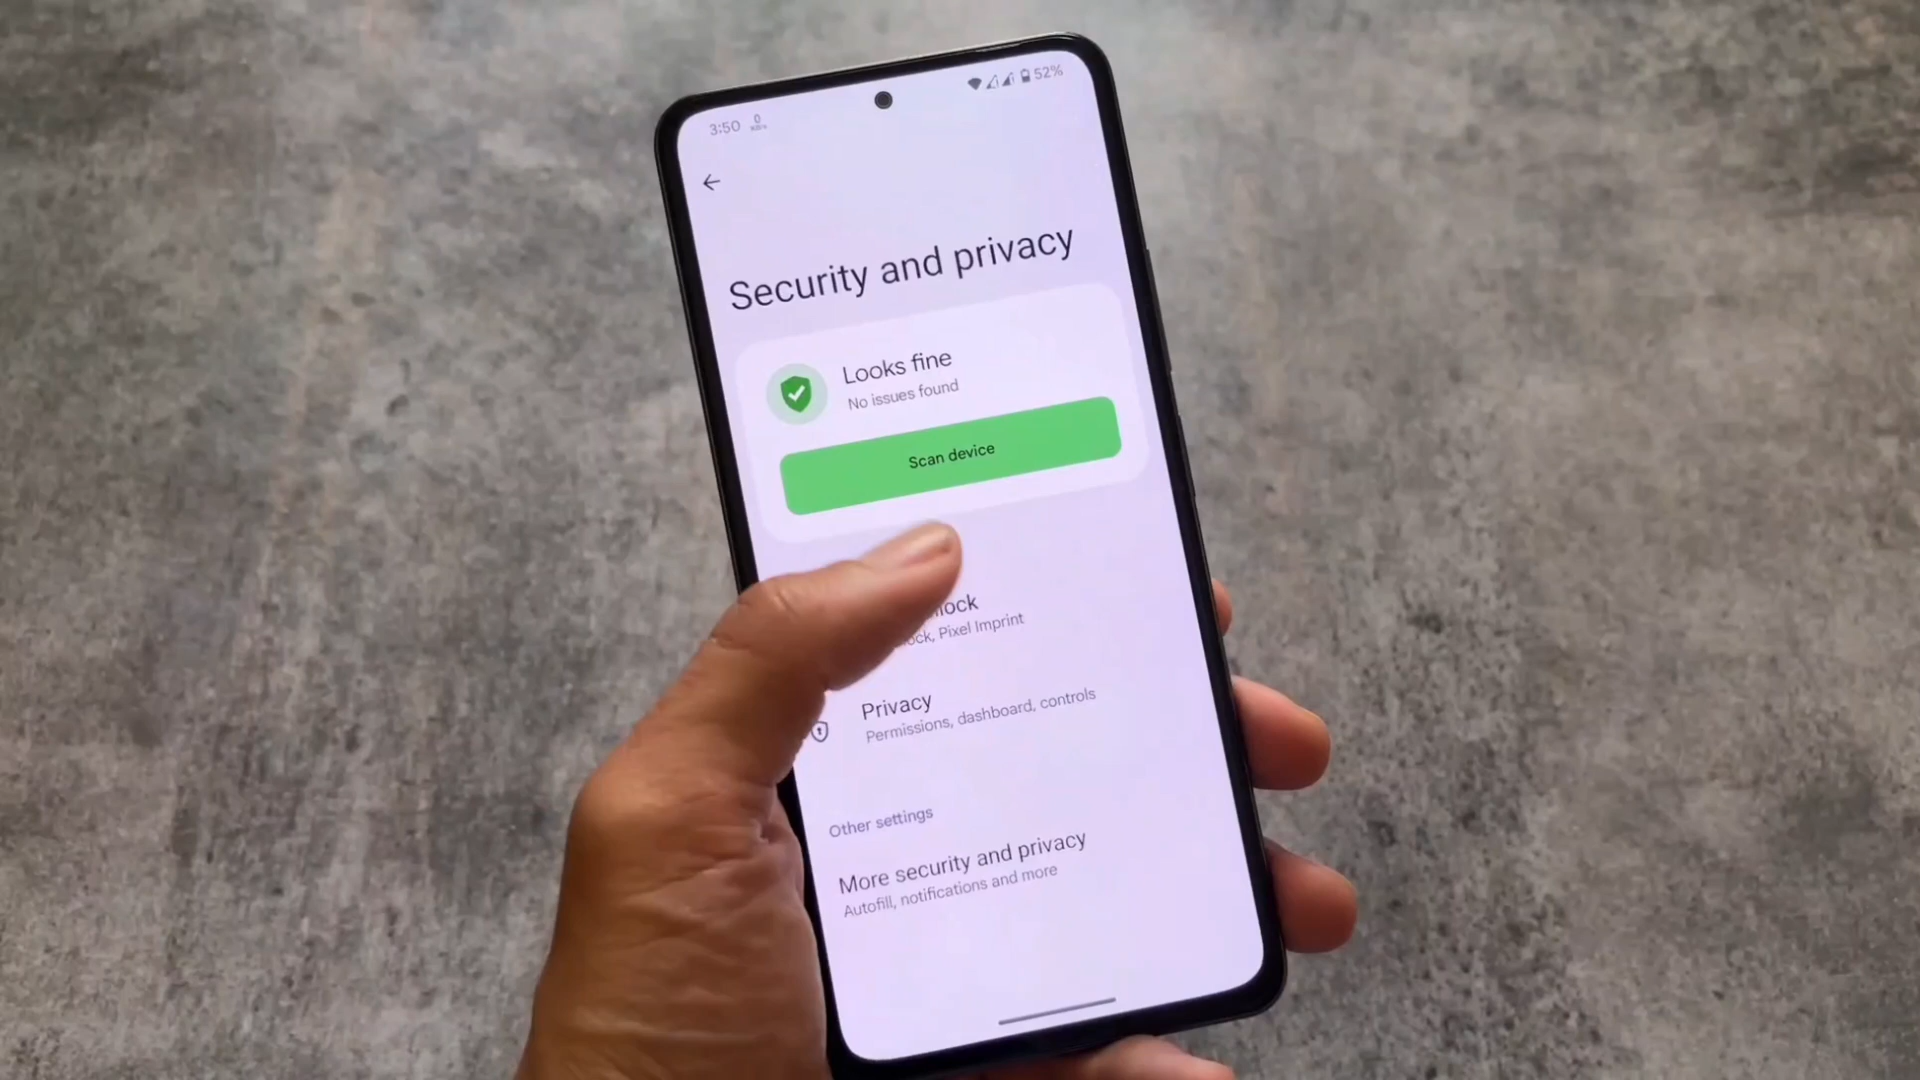 3:50
0
52%
Security and privacy
Looks fine
No issues found
Scan device
Pixel Imprint
Privacy
Permissions, dashboard, controls
Other settings
More security and privacy
Autofill, notifications and more